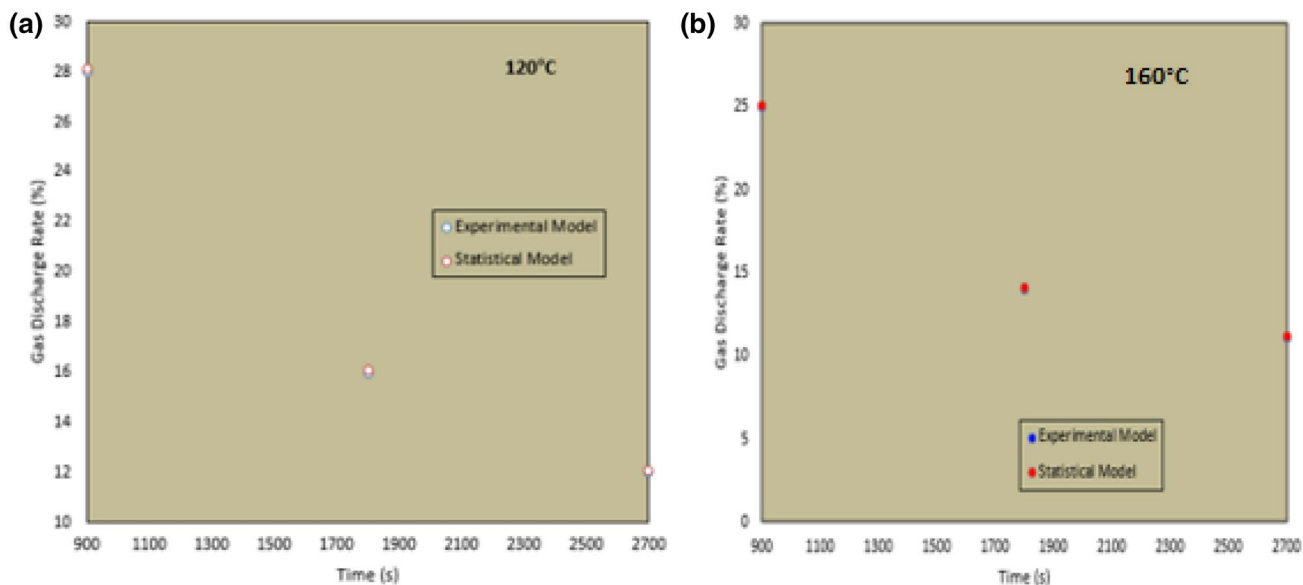 (a)
30
28
26
24
22
20
18
16
14
12
10
Gas Discharge Rate (%)
120°C
Experimental Model
Statistical Model
900 1100 1300 1500 1700 1900 2100 2300 2500 2700
Time (s)
(b)
30
25
20
15
10
5
0
Gas Discharge Rate (%)
160°C
Experimental Model
Statistical Model
900 1100 1300 1500 1700 1900 2100 2300 2500 2700
Time (s)